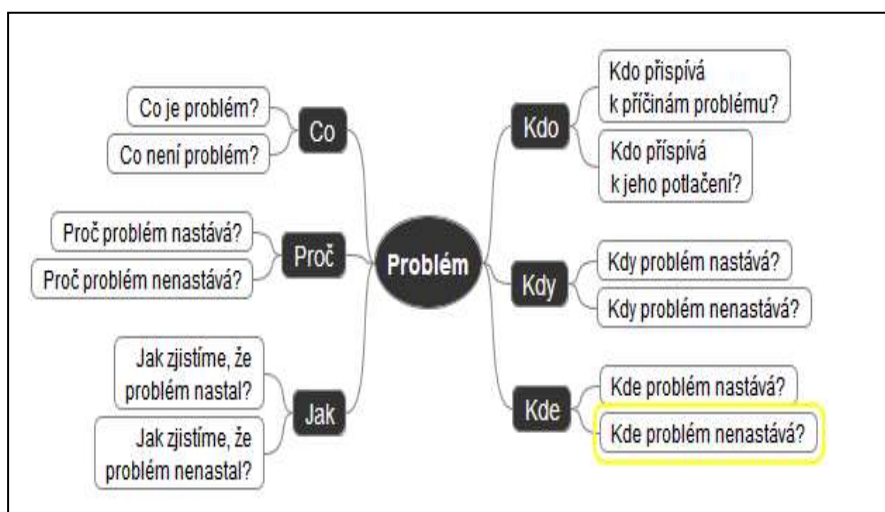 Problém
Co
Co je problém?
Co není problém?
Proč
Proč problém nastává?
Proč problém nenastává?
Jak
Jak zjistíme, že
problém nastal?
Jak zjistíme, že
problém nenastal?
Kdo
Kdo přispívá
k příčinám problému?
Kdo příspívá
k jeho potlačení?
Kdy
Kdy problém nastává?
Kdy problém nenastává?
Kde
Kde problém nastává?
Kde problém nenastává?